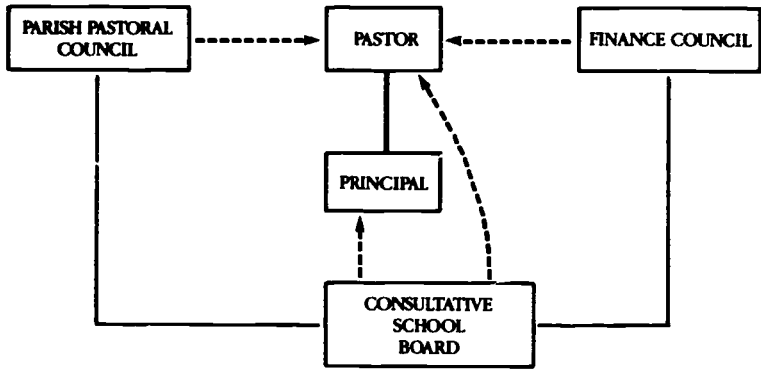 PARISH PASTORAL
COUNCIL
PASTOR
FINANCE COUNCIL
PRINCIPAL
CONSULTATIVE
SCHOOL
BOARD